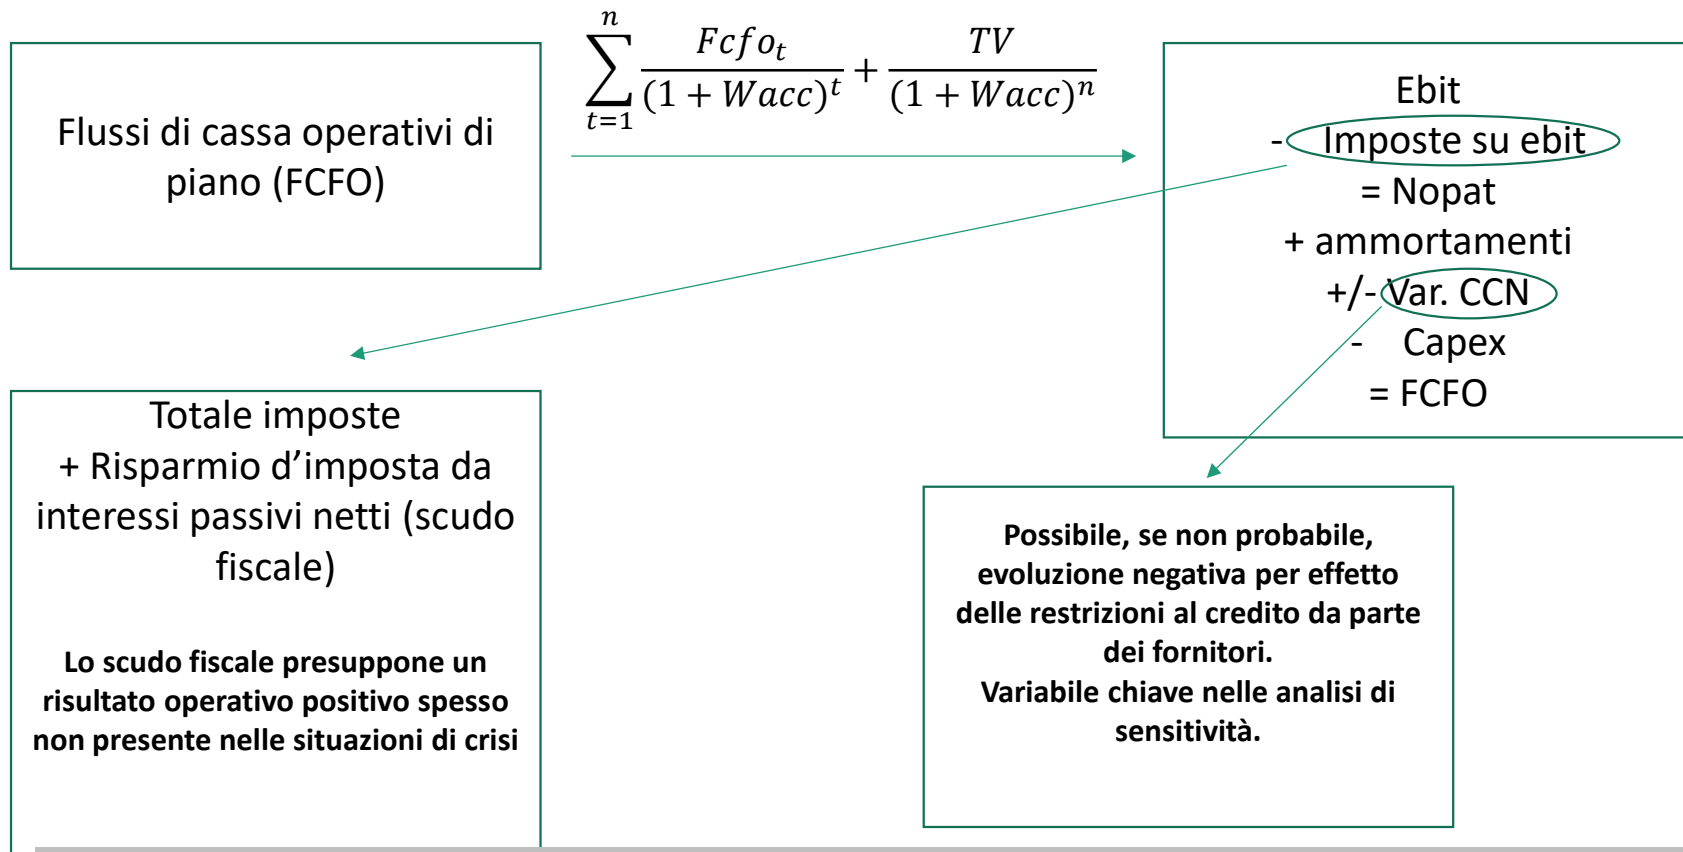 Flussi di cassa operativi di
piano (FCFO)
\sum_{t=1}^{n} \frac{Fcfo_t}{(1 + Wacc)^t} + \frac{TV}{(1 + Wacc)^n}
Ebit
- Imposte su ebit
= Nopat
+ ammortamenti
+/- Var. CCN
- Capex
= FCFO
Totale imposte
+ Risparmio d’imposta da
interessi passivi netti (scudo
fiscale)
Lo scudo fiscale presuppone un
risultato operativo positivo spesso
non presente nelle situazioni di crisi
Possibile, se non probabile,
evoluzione negativa per effetto
delle restrizioni al credito da parte
dei fornitori.
Variabile chiave nelle analisi di
sensitività.